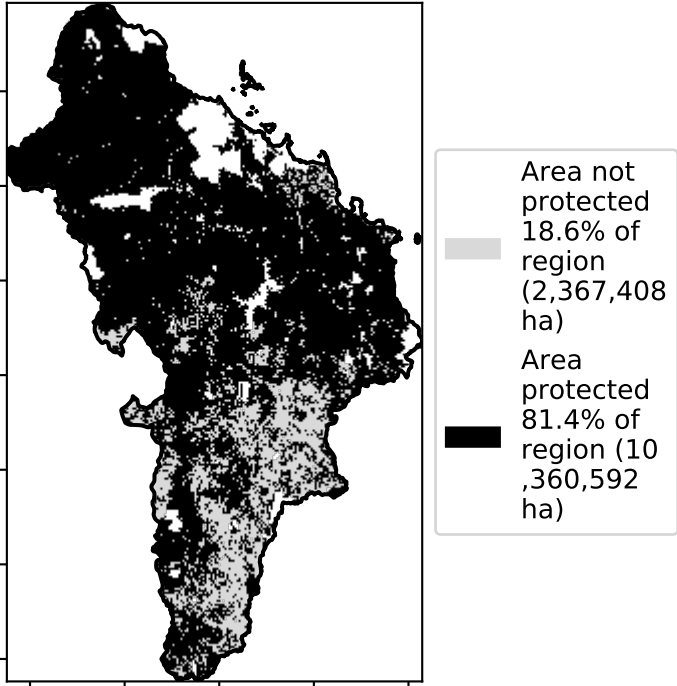 Area not
protected
18.6% of
region
(2,367,408
ha)
Area
protected
81.4% of
region (10
,360,592
ha)